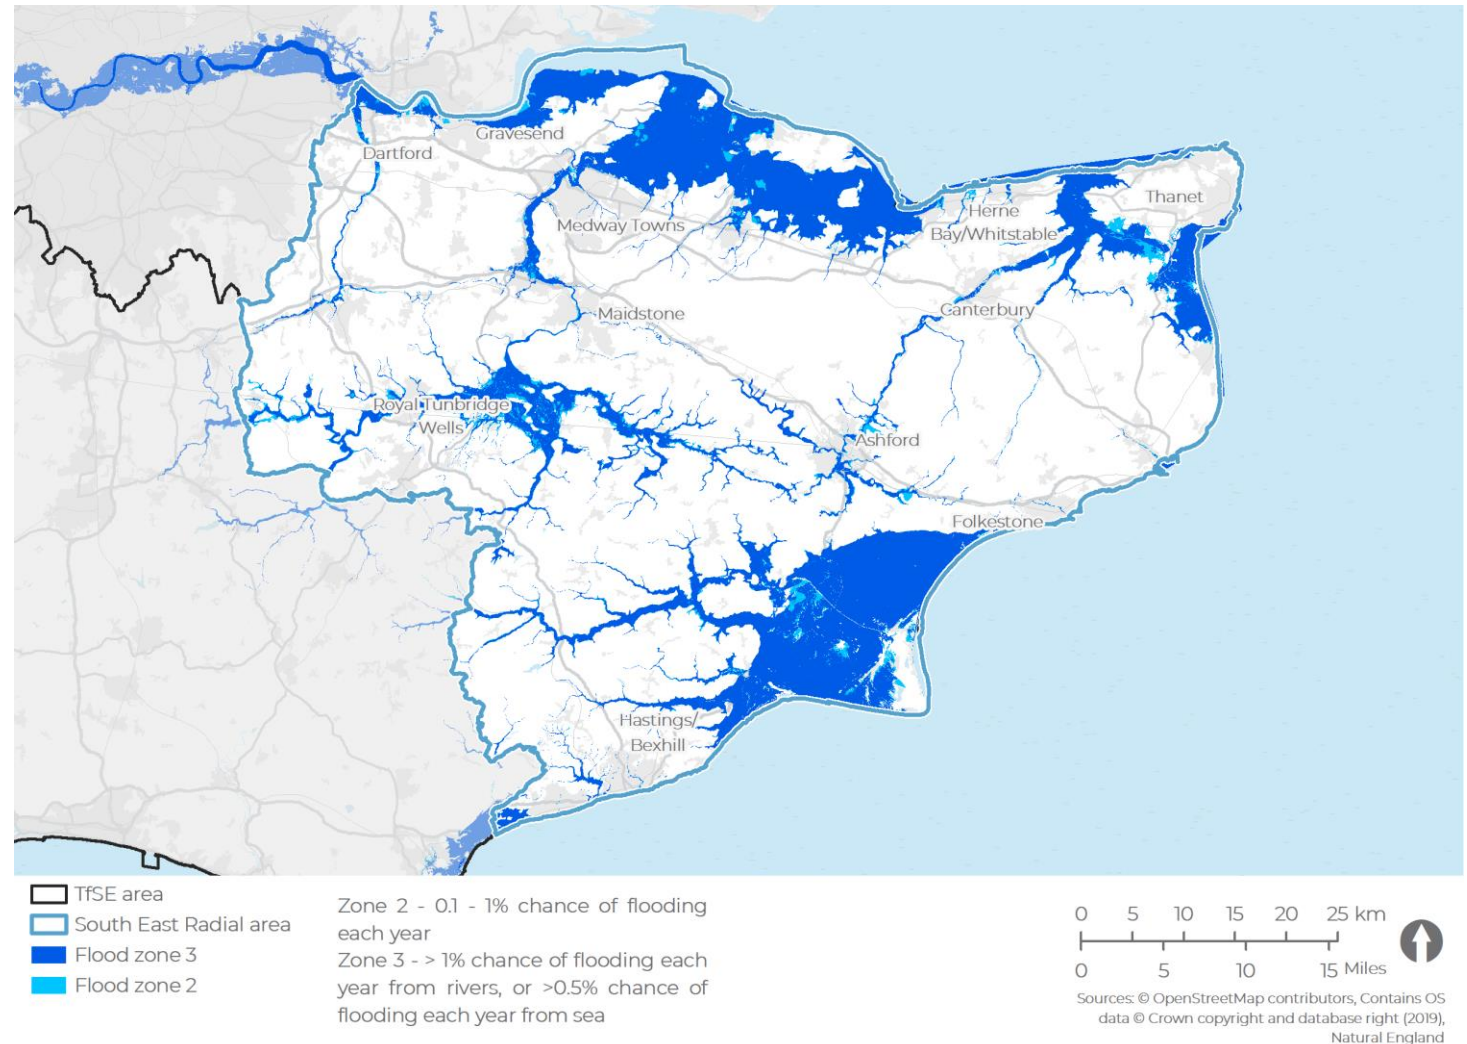 Gravesend
Dartford
Thanet
Herne
Bay/Whitstable
Medway Towns
Canterbury
Maidstone
Royal Tunbridge
Wells
Ashford
Folkestone
Hastings/
Bexhill
TfSE area
South East Radial area
Flood zone 3
Flood zone 2
Zone 2 - 0.1 - 1% chance of flooding
each year
Zone 3 - > 1% chance of flooding each
year from rivers, or >0.5% chance of
flooding each year from sea
0 5 10 15 20 25 km
0 5 10 15 Miles
Sources: © OpenStreetMap contributors, Contains OS
data © Crown copyright and database right (2019),
Natural England